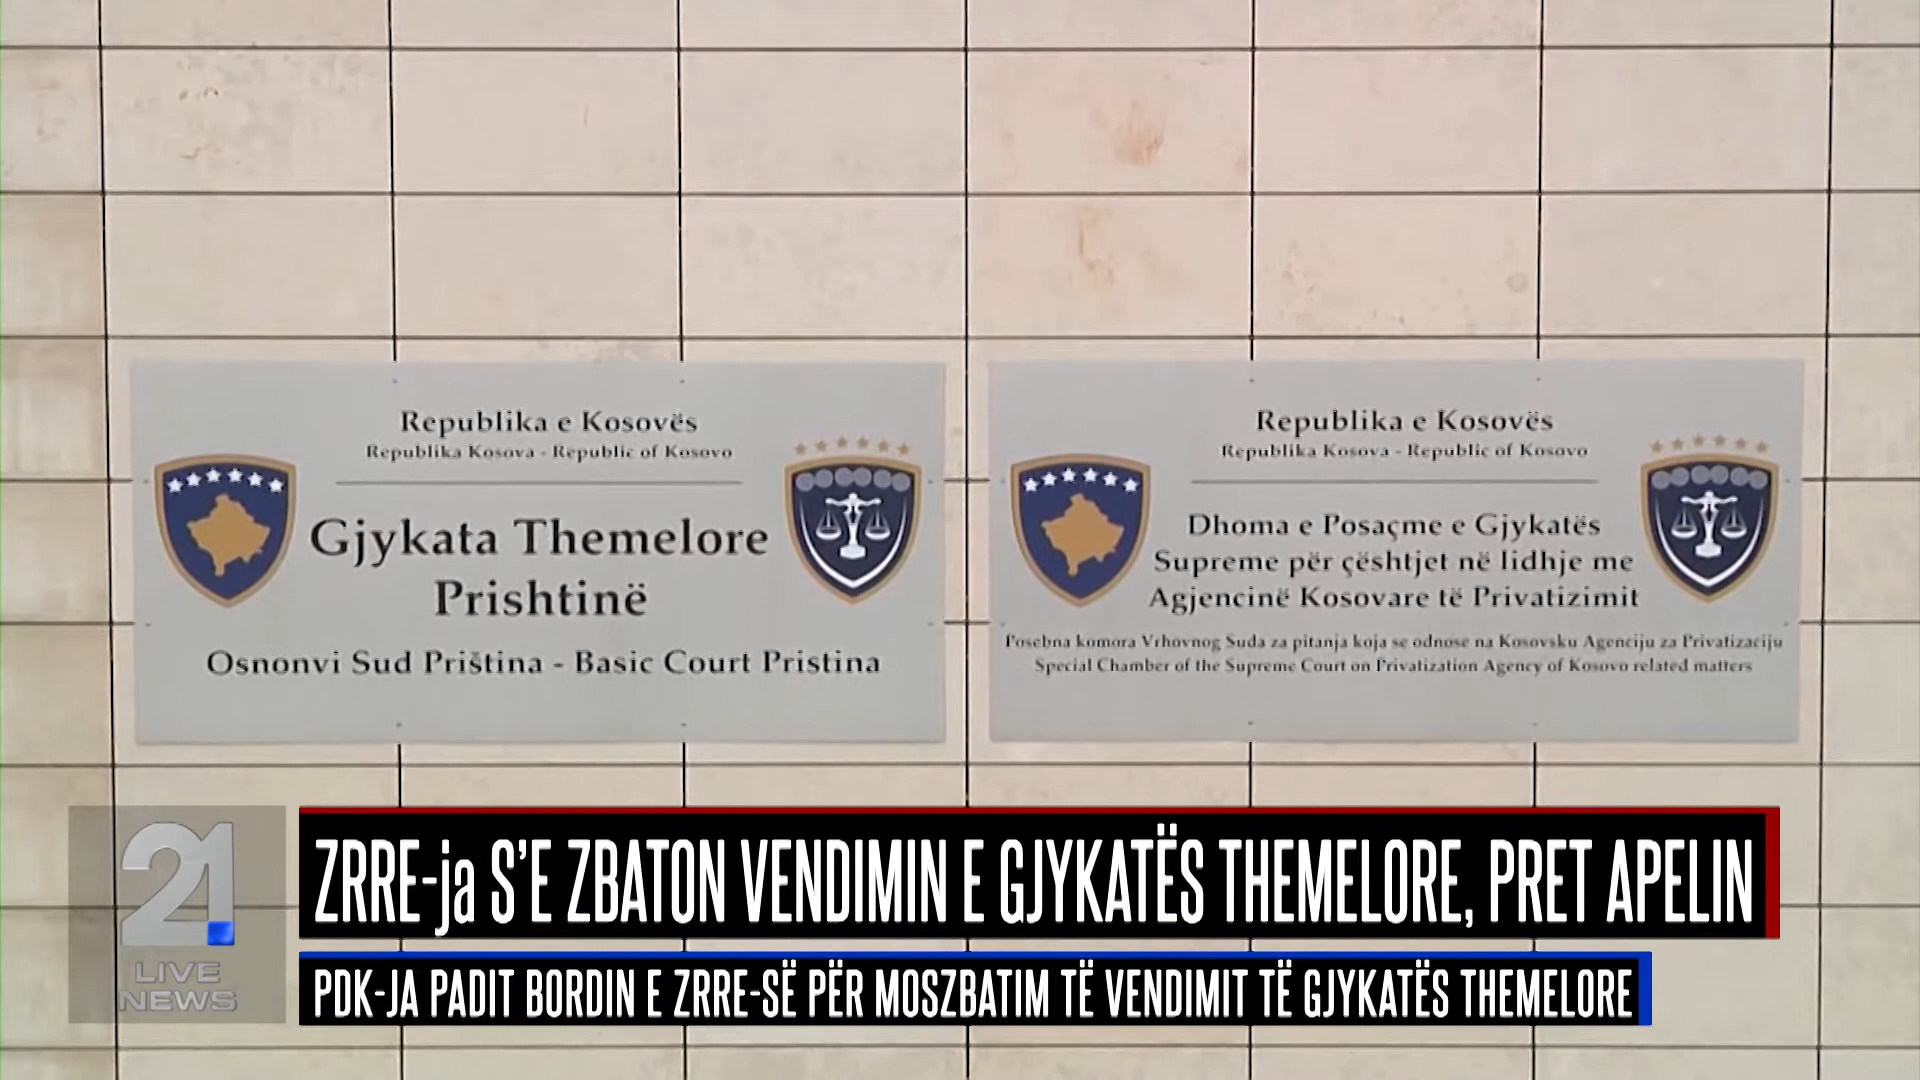 Republika e Kosovës
Republika Kosova - Republic of Kosovo
Gjykata Themelore
Prishtinë
Osnonvi Sud Priština - Basic Court Pristina
Republika e Kosovës
Republika Kosova - Republic of Kosovo
Dhoma e Posaçme e Gjykatës
Supreme për çështjet në lidhje me
Agjencinë Kosovare të Privatizimit
Posebna komora Vrhovnog Suda za pitanja koja se odnose na Kosovsku Agenciju za Privatizaciju
Special Chamber of the Supreme Court on Privatization Agency of Kosovo related matters
21
LIVE
NEWS
ZRRE-ja S'E ZBATON VENDIMIN E GJYKATËS THEMELORE, PRET APELIN
PDK-JA PADIT BORDIN E ZRRE-SË PËR MOSZBATIM TË VENDIMIT TË GJYKATËS THEMELORE